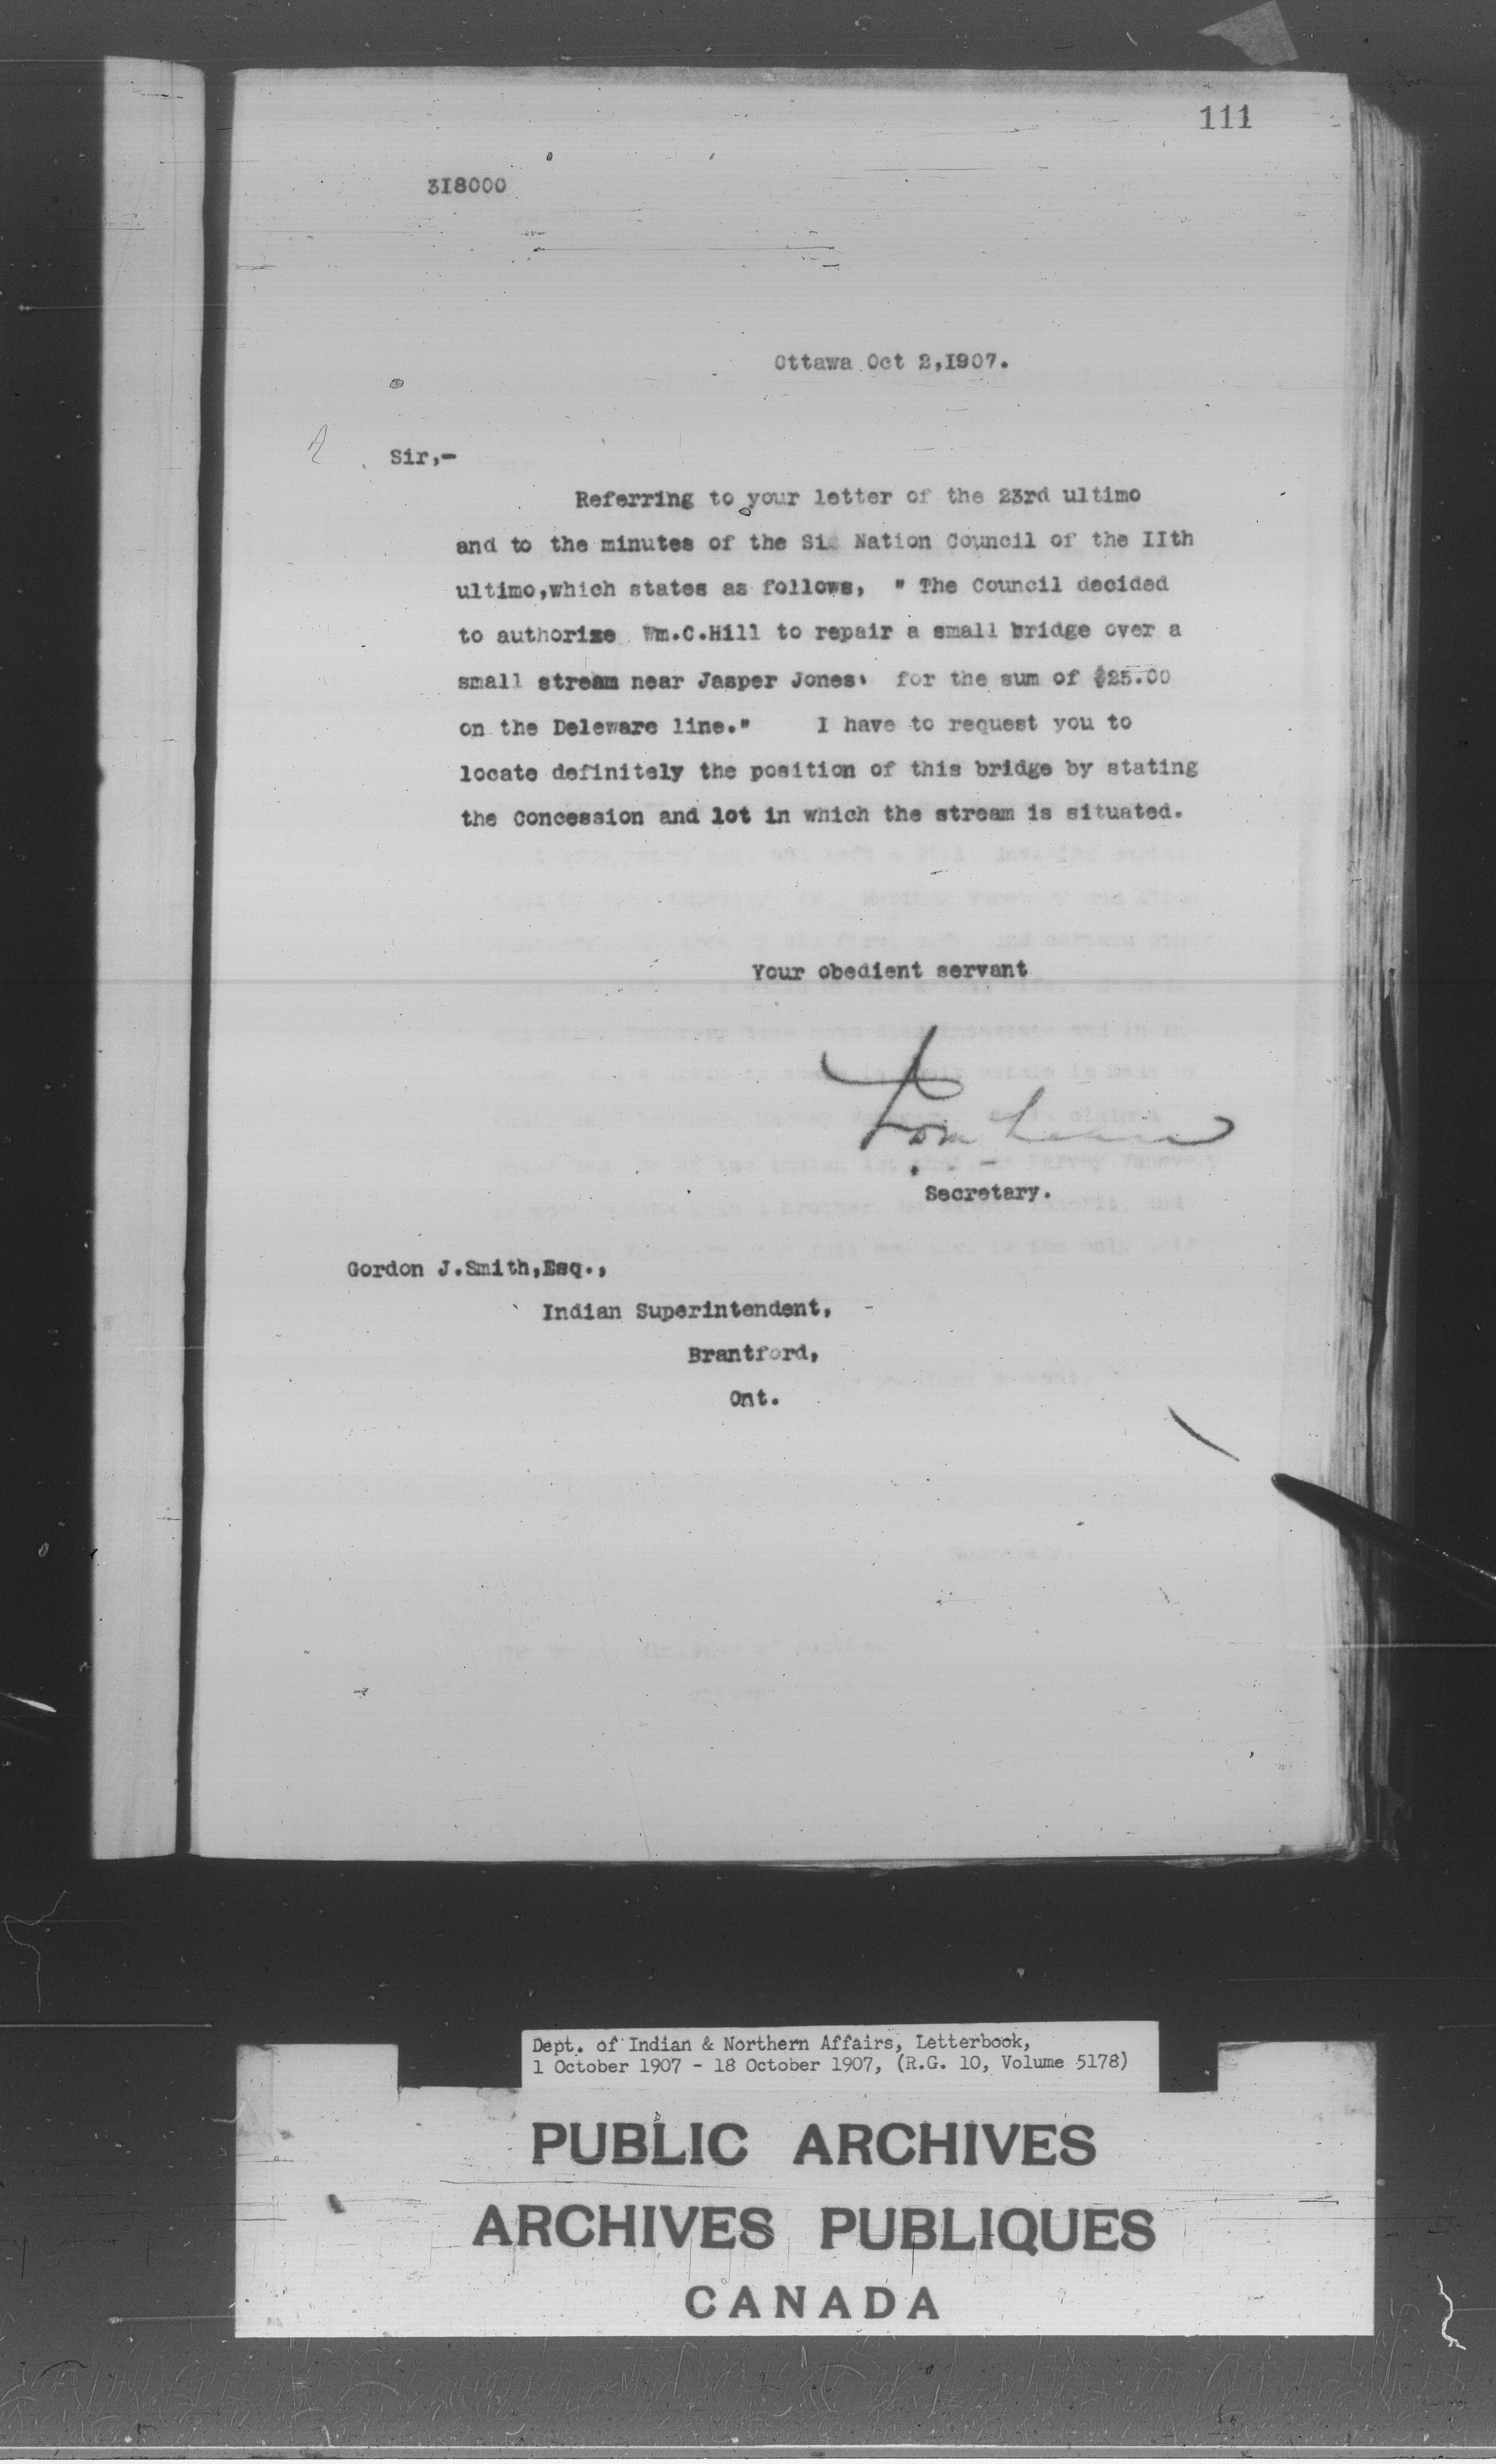 111
3I8000
Ottawa Oct 2,I907.
Sir,-
Referring to your letter of the 23rd ultimo
and to the minutes of the Si Nation Council of the IIth
ultimo,which states as follows, " The Council decided
to authorize Wm.C.Hill to repair a small bridge over a
small stream near Jasper Jones' for the sum of $25.00
on the Deleware line." I have to request you to
locate definitely the position of this bridge by stating
the Concession and lot in which the stream is situated.
Your obedient servant
Secretary.
Gordon J.Smith,Esq.,
Indian Superintendent,
Brantford,
Ont.
Dept. of Indian & Northern Affairs, Letterbook,
1 October 1907 - 18 October 1907, (R.G. 10, Volume 5178)
PUBLIC ARCHIVES
ARCHIVES PUBLIQUES
CANADA